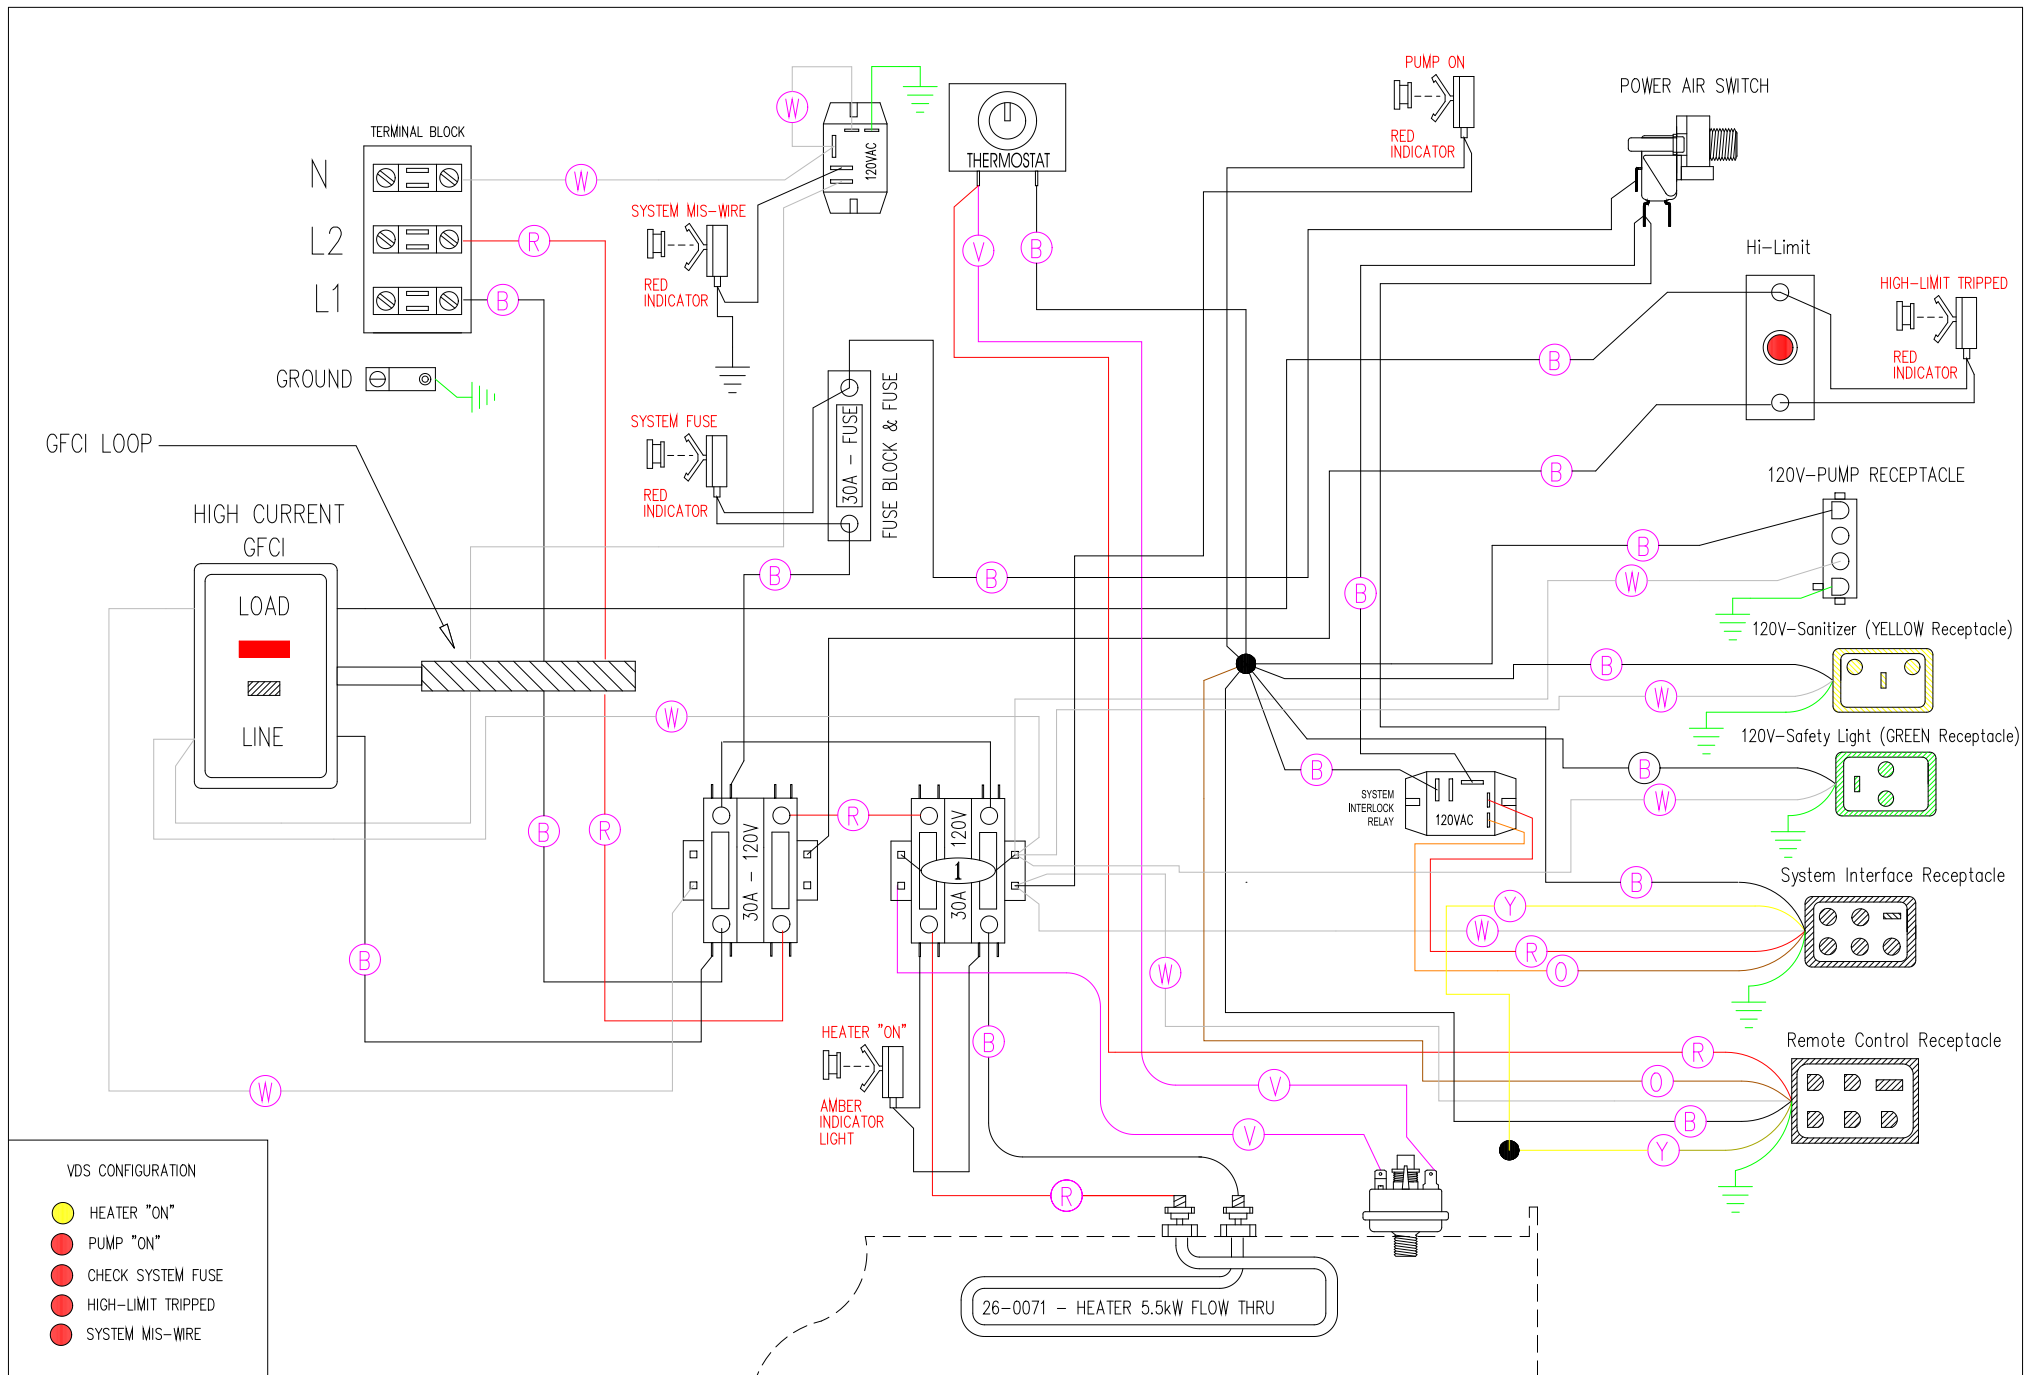 PUMP ON
RED
INDICATOR
POWER AIR SWITCH
TERMINAL BLOCK
N
L2
L1
W
R
B
W
120VAC
THERMOSTAT
V
B
SYSTEM MIS-WIRE
RED
INDICATOR
Hi-Limit
HIGH-LIMIT TRIPPED
RED
INDICATOR
B
B
GROUND
GFCI LOOP
SYSTEM FUSE
RED
INDICATOR
30A - FUSE
FUSE BLOCK & FUSE
HIGH CURRENT
GFCI
LOAD
LINE
B
B
B
120V-PUMP RECEPTACLE
B
W
120V-Sanitizer (YELLOW Receptacle)
B
W
120V-Safety Light (GREEN Receptacle)
B
W
W
B
SYSTEM
INTERLOCK
RELAY
120VAC
B
R
R
30A - 120V
30A 120V
1
System Interface Receptacle
B
Y
W
R
O
B
W
W
HEATER "ON"
AMBER
INDICATOR
LIGHT
B
V
V
R
Remote Control Receptacle
R
O
B
Y
26-0071 - HEATER 5.5kW FLOW THRU
VDS CONFIGURATION
HEATER "ON"
PUMP "ON"
CHECK SYSTEM FUSE
HIGH-LIMIT TRIPPED
SYSTEM MIS-WIRE